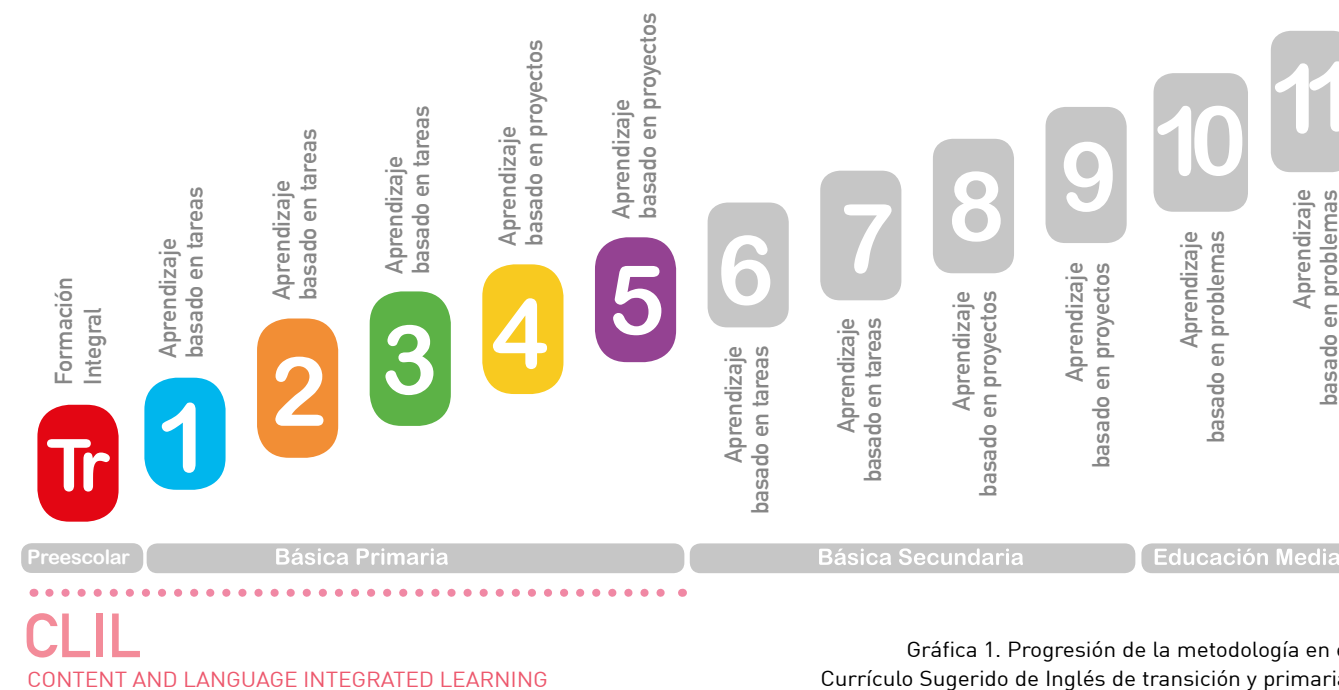 Formación
Integral
Tr
Aprendizaje
basado en tareas
1
Aprendizaje
basado en tareas
2
Aprendizaje
basado en tareas
3
Aprendizaje
basado en proyectos
4
Aprendizaje
basado en proyectos
5
6
Aprendizaje
basado en tareas
7
Aprendizaje
basado en tareas
8
Aprendizaje
basado en proyectos
9
Aprendizaje
basado en proyectos
10
Aprendizaje
basado en problemas
11
Aprendizaje
basado en problemas
Preescolar
Básica Primaria
Básica Secundaria
Educación Media
CLIL
CONTENT AND LANGUAGE INTEGRATED LEARNING
Gráfica 1. Progresión de la metodología en
Currículo Sugerido de Inglés de transición y primaria